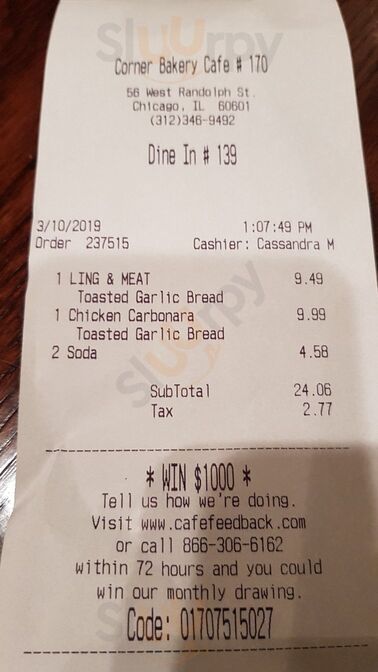 Slurpy
Corner Bakery Cafe # 170
56 West Randolph St.
Chicago, IL 60601
(312)346-9492
Dine In # 139
3/10/2019 1:07:49 PM
Order 237515 Cashier: Cassandra M
1 LING & MEAT 9.49
Toasted Garlic Bread
1 Chicken Carbonara 9.99
Toasted Garlic Bread
2 Soda 4.58
SubTotal 24.06
Tax 2.77
* WIN $1000 *
Tell us how we're doing.
Visit www.cafefeedback.com
or call 866-306-6162
within 72 hours and you could
win our monthly drawing.
Code: 01707515027